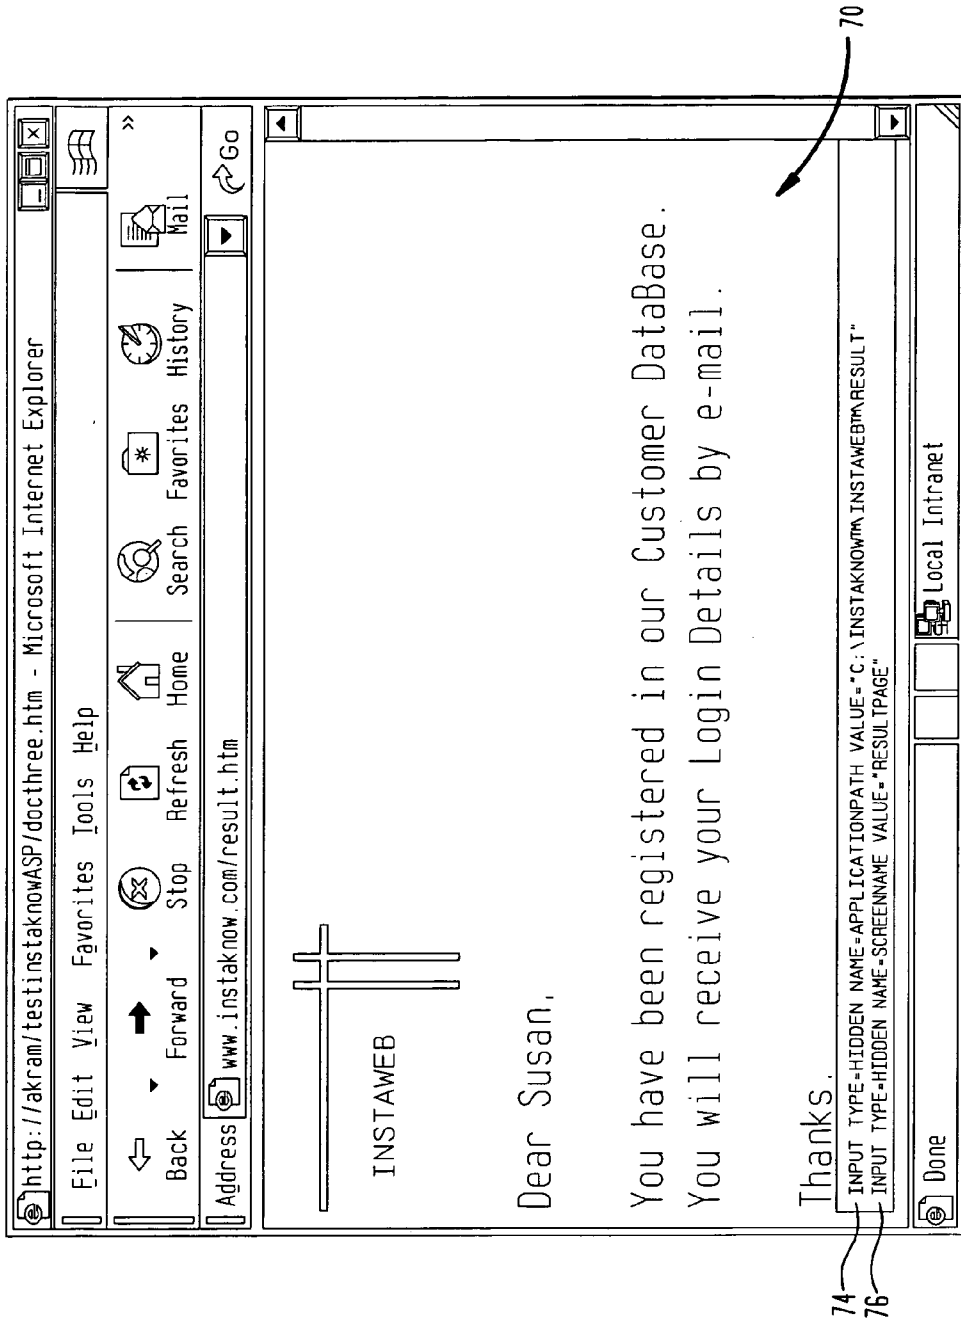 http://akram/testinstaknowASP/docthree.htm - Microsoft Internet Explorer
File Edit View Favorites Tools Help
Back Forward Stop Refresh Home Search Favorites History Mail »
Address www.instaknow.com/result.htm Go
INSTAWEB
Dear Susan,
You have been registered in our Customer DataBase.
You will receive your Login Details by e-mail.
Thanks.
INPUT TYPE=HIDDEN NAME=APPLICATIONPATH VALUE="C:\INSTAKNOW™\INSTAWEB™\RESULT"
INPUT TYPE=HIDDEN NAME=SCREENNAME VALUE="RESULTPAGE"
Done Local Intranet
70
74
76